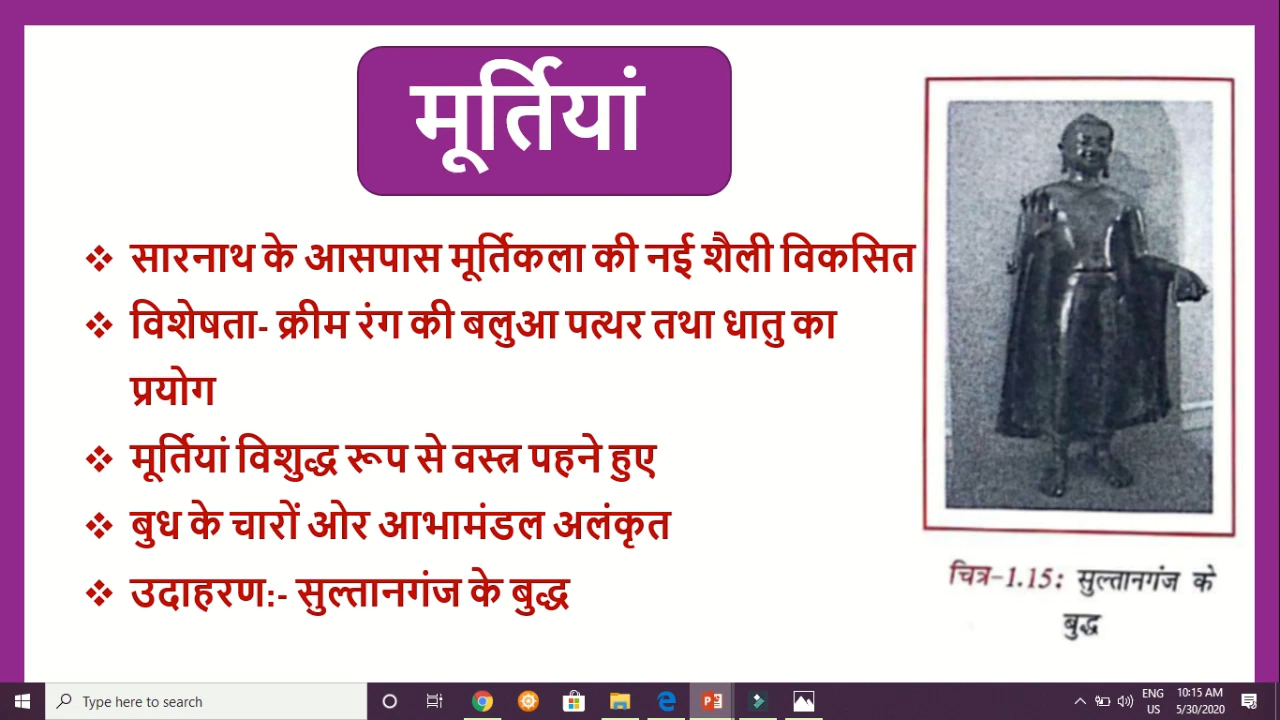 मूर्तियां
❖ सारनाथ के आसपास मूर्तिकला की नई शैली विकसित
❖ विशेषता- क्रीम रंग की बलुआ पत्थर तथा धातु का
प्रयोग
❖ मूर्तियां विशुद्ध रूप से वस्त्र पहने हुए
❖ बुध के चारों ओर आभामंडल अलंकृत
❖ उदाहरण:- सुल्तानगंज के बुद्ध
चित्र-1.15: सुल्तानगंज के
बुद्ध
Type here to search
ENG
US
10:15 AM
5/30/2020